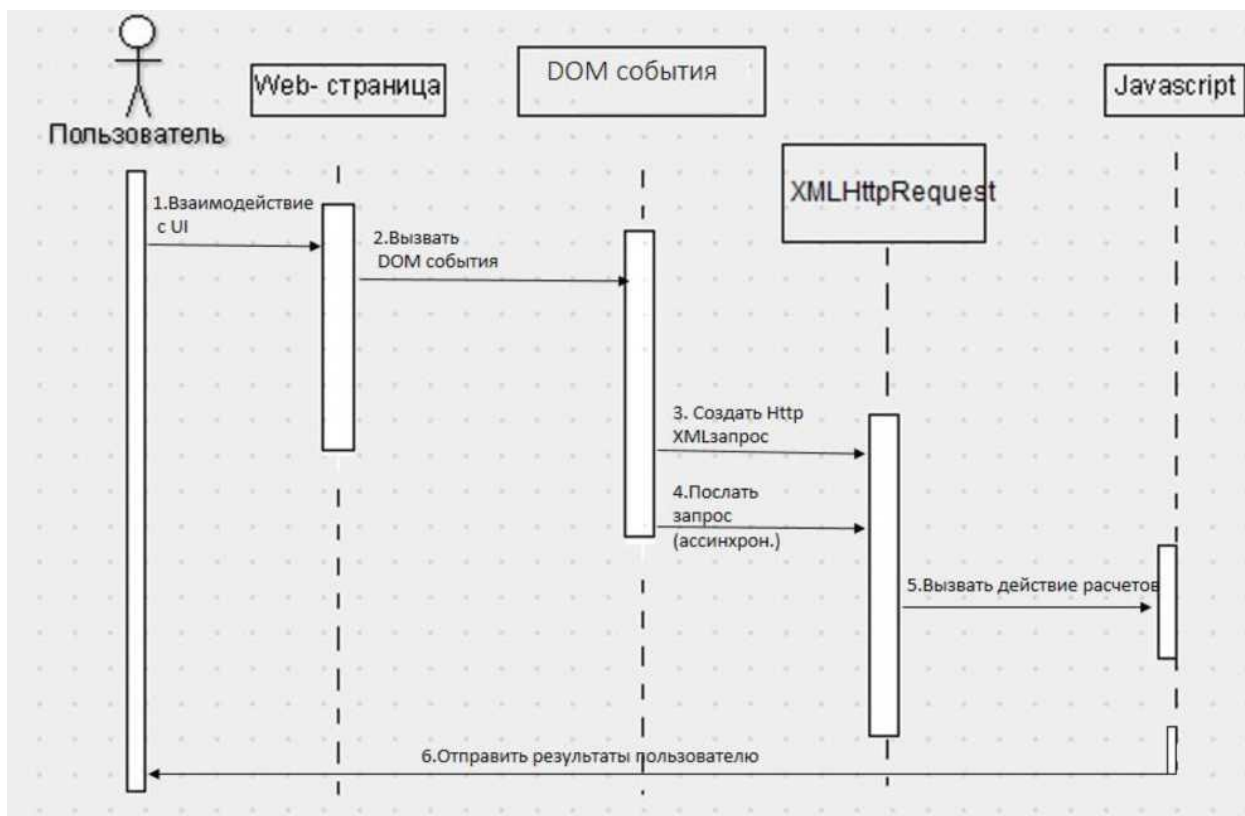 Пользователь
Web- страница
DOM события
XMLHttpRequest
Javascript
1.Взаимодействие
с UI
2.Вызвать
DOM события
3. Создать Http
XMLзапрос
4.Послать
запрос
(ассинхрон.)
5.Вызвать действие расчетов
6.Отправить результаты пользователю